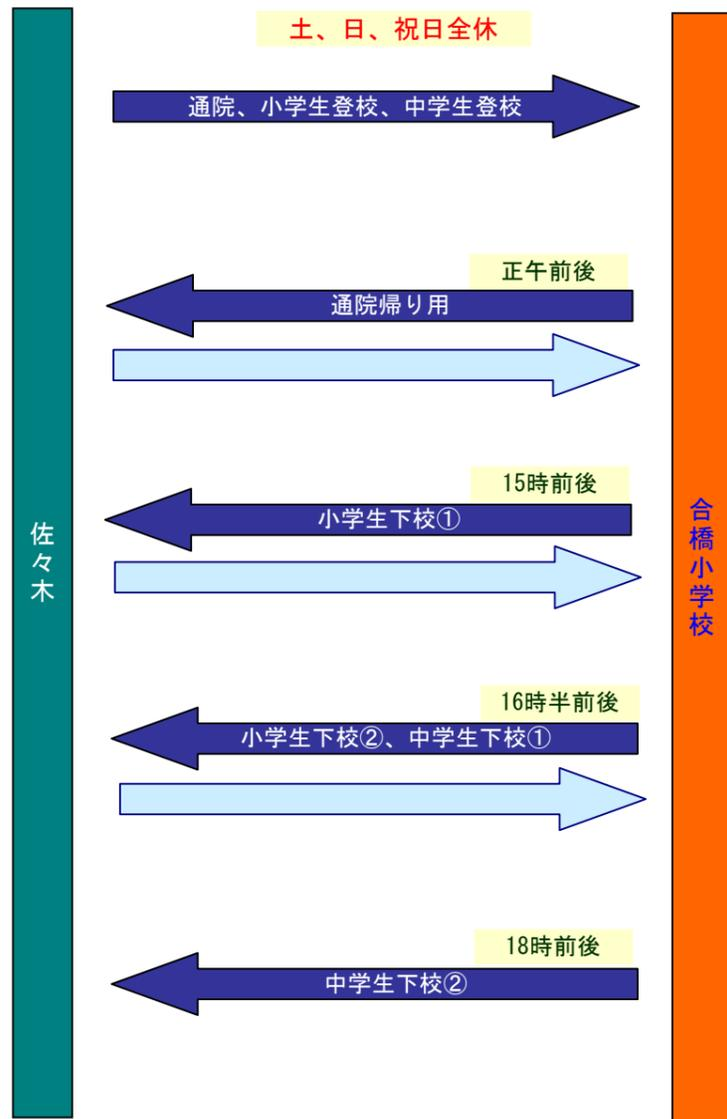 土、日、祝日全休
通院、小学生登校、中学生登校
正午前後
通院帰り用
15時前後
小学生下校①
佐々木
合橋小学校
16時半前後
小学生下校②、中学生下校①
18時前後
中学生下校②